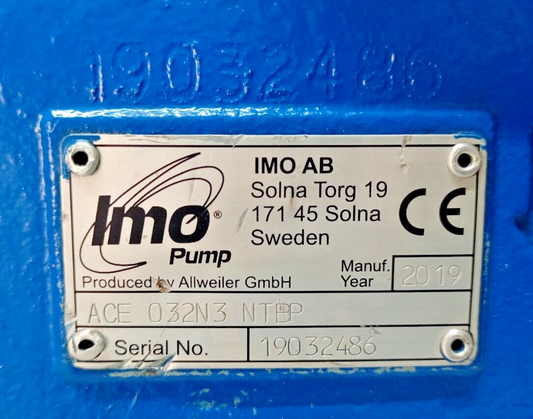 19032486
Imo®
Pump
IMO AB
Solna Torg 19
171 45 Solna
Sweden
CE
Produced by Allweiler GmbH
Manuf. Year 2019
ACE 032N3 NTBP
Serial No. 19032486